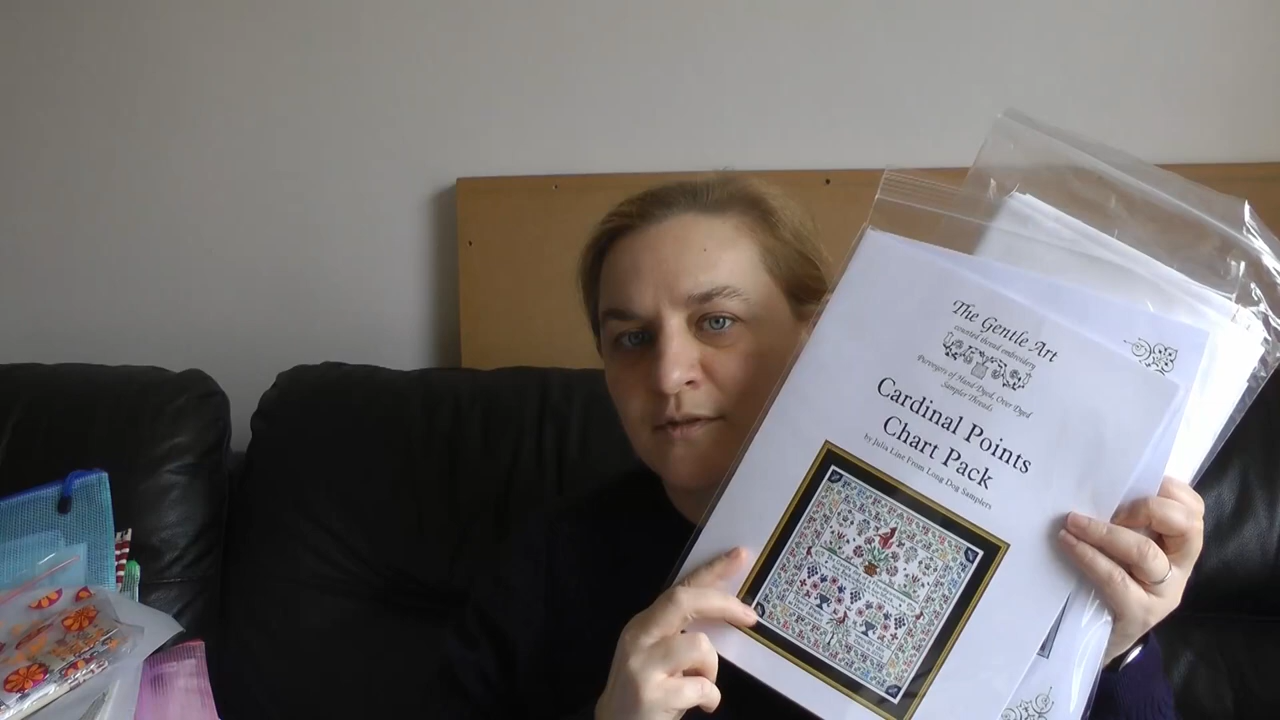 The Gentle Art
counted thread embroidery
Purveyors of Hand-Dyed, Over Dyed
Sampler Threads
Cardinal Points
Chart Pack
by Julia Line From Long Dog Samplers